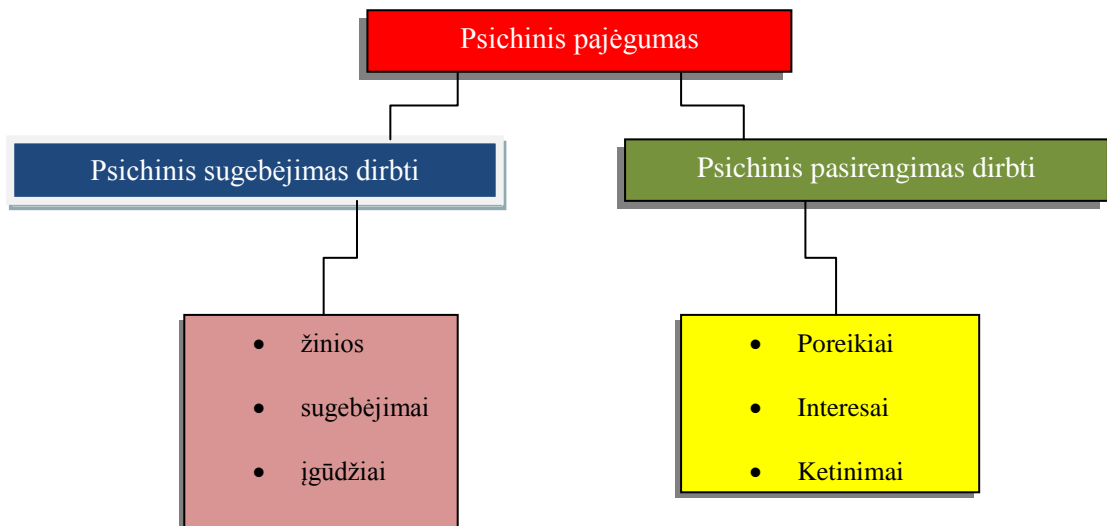 Psichinis pajėgumas
Psichinis sugebėjimas dirbti
Psichinis pasirengimas dirbti
• žinios
• sugebėjimai
• įgūdžiai
• Poreikiai
• Interesai
• Ketinimai